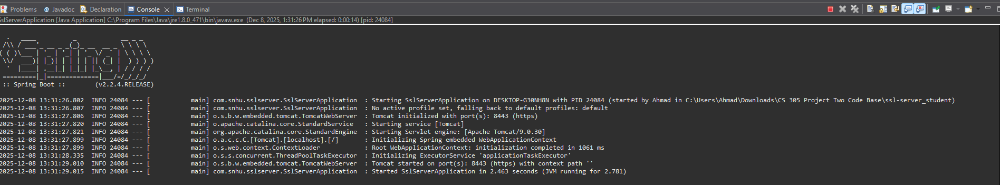 Problems @ Javadoc Declaration Console Terminal
SslServerApplication [Java Application] C:\Program Files\Java\jre1.8.0_471\bin\javaw.exe (Dec 8, 2025, 1:31:26 PM elapsed: 0:00:14) [pid: 24084]
  .   ____          _            __ _ _
 /\\ / ___'_ __ _ _(_)_ __  __ _ \ \ \ \
( ( )\___ | '_ | '_| | '_ \/ _` | \ \ \ \
 \\/  ___)| |_)| | | | | || (_| |  ) ) ) )
  '  |____| .__|_| |_|_| |_\__, | / / / /
 =========|_|==============|___/=/_/_/_/
 :: Spring Boot ::        (v2.2.4.RELEASE)
2025-12-08 13:31:26.802  INFO 24084 --- [           main] com.snhu.sslserver.SslServerApplication  : Starting SslServerApplication on DESKTOP-G30NH8N with PID 24084 (started by Ahmad in C:\Users\Ahmad\Downloads\CS 305 Project Two Code Base\ssl-server_student)
2025-12-08 13:31:26.807  INFO 24084 --- [           main] com.snhu.sslserver.SslServerApplication  : No active profile set, falling back to default profiles: default
2025-12-08 13:31:27.806  INFO 24084 --- [           main] o.s.b.w.embedded.tomcat.TomcatWebServer  : Tomcat initialized with port(s): 8443 (https)
2025-12-08 13:31:27.820  INFO 24084 --- [           main] o.apache.catalina.core.StandardService   : Starting service [Tomcat]
2025-12-08 13:31:27.821  INFO 24084 --- [           main] org.apache.catalina.core.StandardEngine  : Starting Servlet engine: [Apache Tomcat/9.0.30]
2025-12-08 13:31:27.899  INFO 24084 --- [           main] o.a.c.c.C.[Tomcat].[localhost].[/]       : Initializing Spring embedded WebApplicationContext
2025-12-08 13:31:27.899  INFO 24084 --- [           main] o.s.web.context.ContextLoader            : Root WebApplicationContext: initialization completed in 1061 ms
2025-12-08 13:31:28.335  INFO 24084 --- [           main] o.s.s.concurrent.ThreadPoolTaskExecutor  : Initializing ExecutorService 'applicationTaskExecutor'
2025-12-08 13:31:29.010  INFO 24084 --- [           main] o.s.b.w.embedded.tomcat.TomcatWebServer  : Tomcat started on port(s): 8443 (https) with context path ''
2025-12-08 13:31:29.015  INFO 24084 --- [           main] com.snhu.sslserver.SslServerApplication  : Started SslServerApplication in 2.463 seconds (JVM running for 2.781)